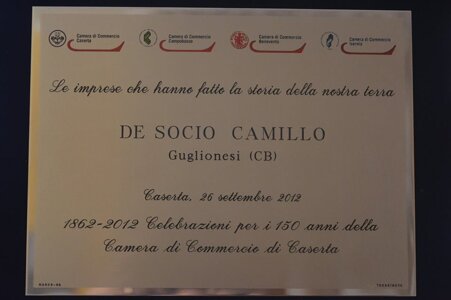 Camera di Commercio Caserta
Camera di Commercio Campobasso
Camera di Commercio Benevento
Camera di Commercio Isernia
Le imprese che hanno fatto la storia della nostra terra
DE SOCIO CAMILLO
Guglionesi (CB)
Caserta, 26 settembre 2012
1862-2012 Celebrazioni per i 150 anni della
Camera di Commercio di Caserta